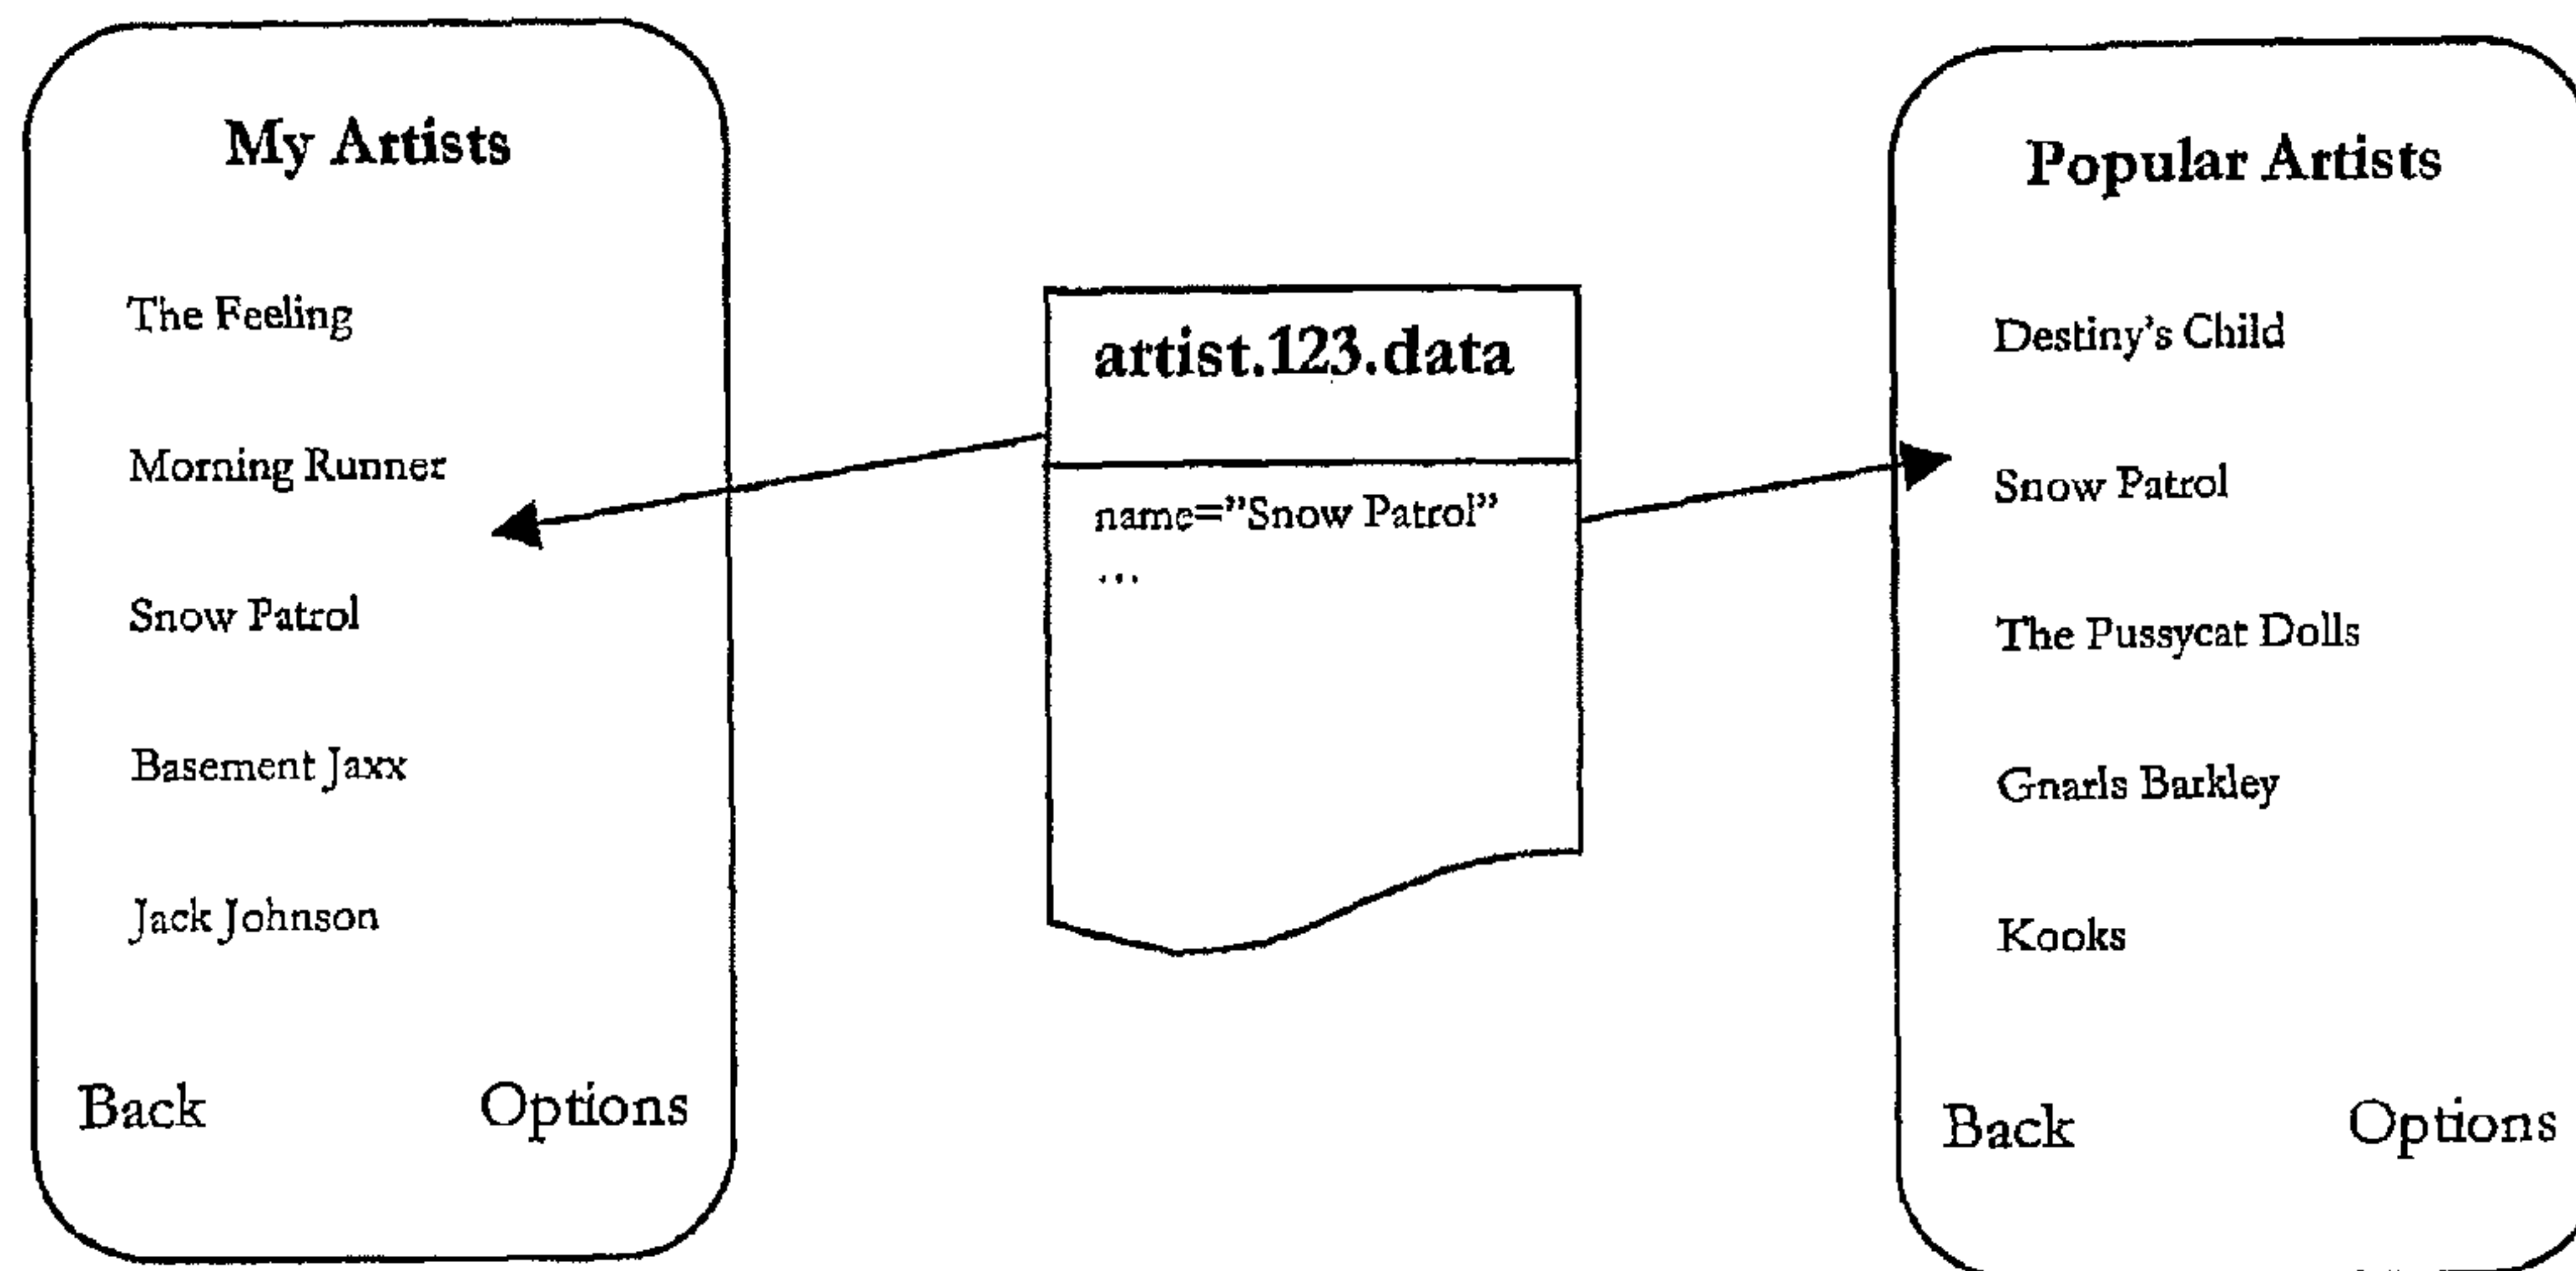 My Artists
The Feeling
Morning Runner
Snow Patrol
Basement Jaxx
Jack Johnson
Back Options
artist.123.data
name=”Snow Patrol”
...
Popular Artists
Destiny’s Child
Snow Patrol
The Pussycat Dolls
Gnarls Barkley
Kooks
Back Options